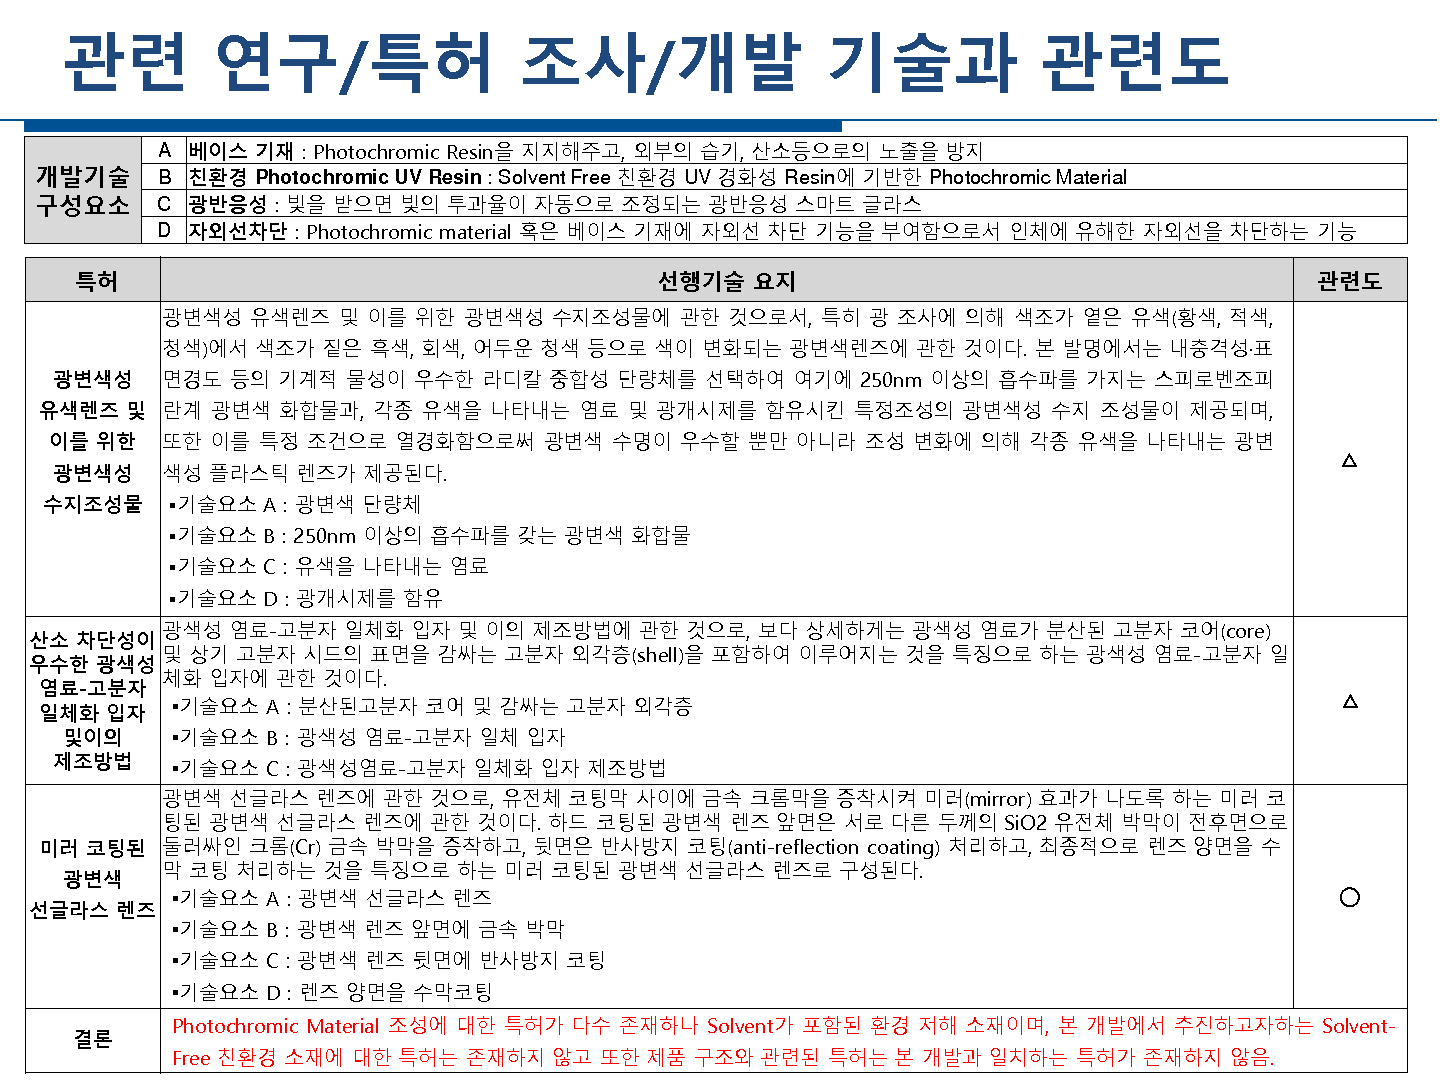 관련 연구/특허 조사/개발 기술과 관련도
개발기술
구성요소
A 베이스 기재 : Photochromic Resin을 지지해주고, 외부의 습기, 산소등으로의 노출을 방지
B 친환경 Photochromic UV Resin : Solvent Free 친환경 UV 경화성 Resin에 기반한 Photochromic Material
C 광반응성 : 빛을 받으면 빛의 투과율이 자동으로 조정되는 광반응성 스마트 글라스
D 자외선차단 : Photochromic material 혹은 베이스 기재에 자외선 차단 기능을 부여함으로서 인체에 유해한 자외선을 차단하는 기능
특허 선행기술 요지 관련도
광변색성
유색렌즈 및
이를 위한
광변색성
수지조성물
광변색성 유색렌즈 및 이를 위한 광변색성 수지조성물에 관한 것으로서, 특히 광 조사에 의해 색조가 옅은 유색(황색, 적색,
청색)에서 색조가 짙은 흑색, 회색, 어두운 청색 등으로 색이 변화되는 광변색렌즈에 관한 것이다. 본 발명에서는 내충격성·표
면경도 등의 기계적 물성이 우수한 라디칼 중합성 단량체를 선택하여 여기에 250nm 이상의 흡수파를 가지는 스피로벤조피
란계 광변색 화합물과, 각종 유색을 나타내는 염료 및 광개시제를 함유시킨 특정조성의 광변색성 수지 조성물이 제공되며,
또한 이를 특정 조건으로 열경화함으로써 광변색 수명이 우수할 뿐만 아니라 조성 변화에 의해 각종 유색을 나타내는 광변
색성 플라스틱 렌즈가 제공된다.
▪기술요소 A : 광변색 단량체
▪기술요소 B : 250nm 이상의 흡수파를 갖는 광변색 화합물
▪기술요소 C : 유색을 나타내는 염료
▪기술요소 D : 광개시제를 함유
△
산소 차단성이
우수한 광색성
염료-고분자
일체화 입자
및이의
제조방법
광색성 염료-고분자 일체화 입자 및 이의 제조방법에 관한 것으로, 보다 상세하게는 광색성 염료가 분산된 고분자 코어(core)
및 상기 고분자 시드의 표면을 감싸는 고분자 외각층(shell)을 포함하여 이루어지는 것을 특징으로 하는 광색성 염료-고분자 일
체화 입자에 관한 것이다.
▪기술요소 A : 분산된고분자 코어 및 감싸는 고분자 외각층
▪기술요소 B : 광색성 염료-고분자 일체 입자
▪기술요소 C : 광색성염료-고분자 일체화 입자 제조방법
△
미러 코팅된
광변색
선글라스 렌즈
광변색 선글라스 렌즈에 관한 것으로, 유전체 코팅막 사이에 금속 크롬막을 증착시켜 미러(mirror) 효과가 나도록 하는 미러 코
팅된 광변색 선글라스 렌즈에 관한 것이다. 하드 코팅된 광변색 렌즈 앞면은 서로 다른 두께의 SiO2 유전체 박막이 전후면으로
둘러싸인 크롬(Cr) 금속 박막을 증착하고, 뒷면은 반사방지 코팅(anti-reflection coating) 처리하고, 최종적으로 렌즈 양면을 수
막 코팅 처리하는 것을 특징으로 하는 미러 코팅된 광변색 선글라스 렌즈로 구성된다.
▪기술요소 A : 광변색 선글라스 렌즈
▪기술요소 B : 광변색 렌즈 앞면에 금속 박막
▪기술요소 C : 광변색 렌즈 뒷면에 반사방지 코팅
▪기술요소 D : 렌즈 양면을 수막코팅
○
결론
Photochromic Material 조성에 대한 특허가 다수 존재하나 Solvent가 포함된 환경 저해 소재이며, 본 개발에서 추진하고자하는 Solvent-
Free 친환경 소재에 대한 특허는 존재하지 않고 또한 제품 구조와 관련된 특허는 본 개발과 일치하는 특허가 존재하지 않음.